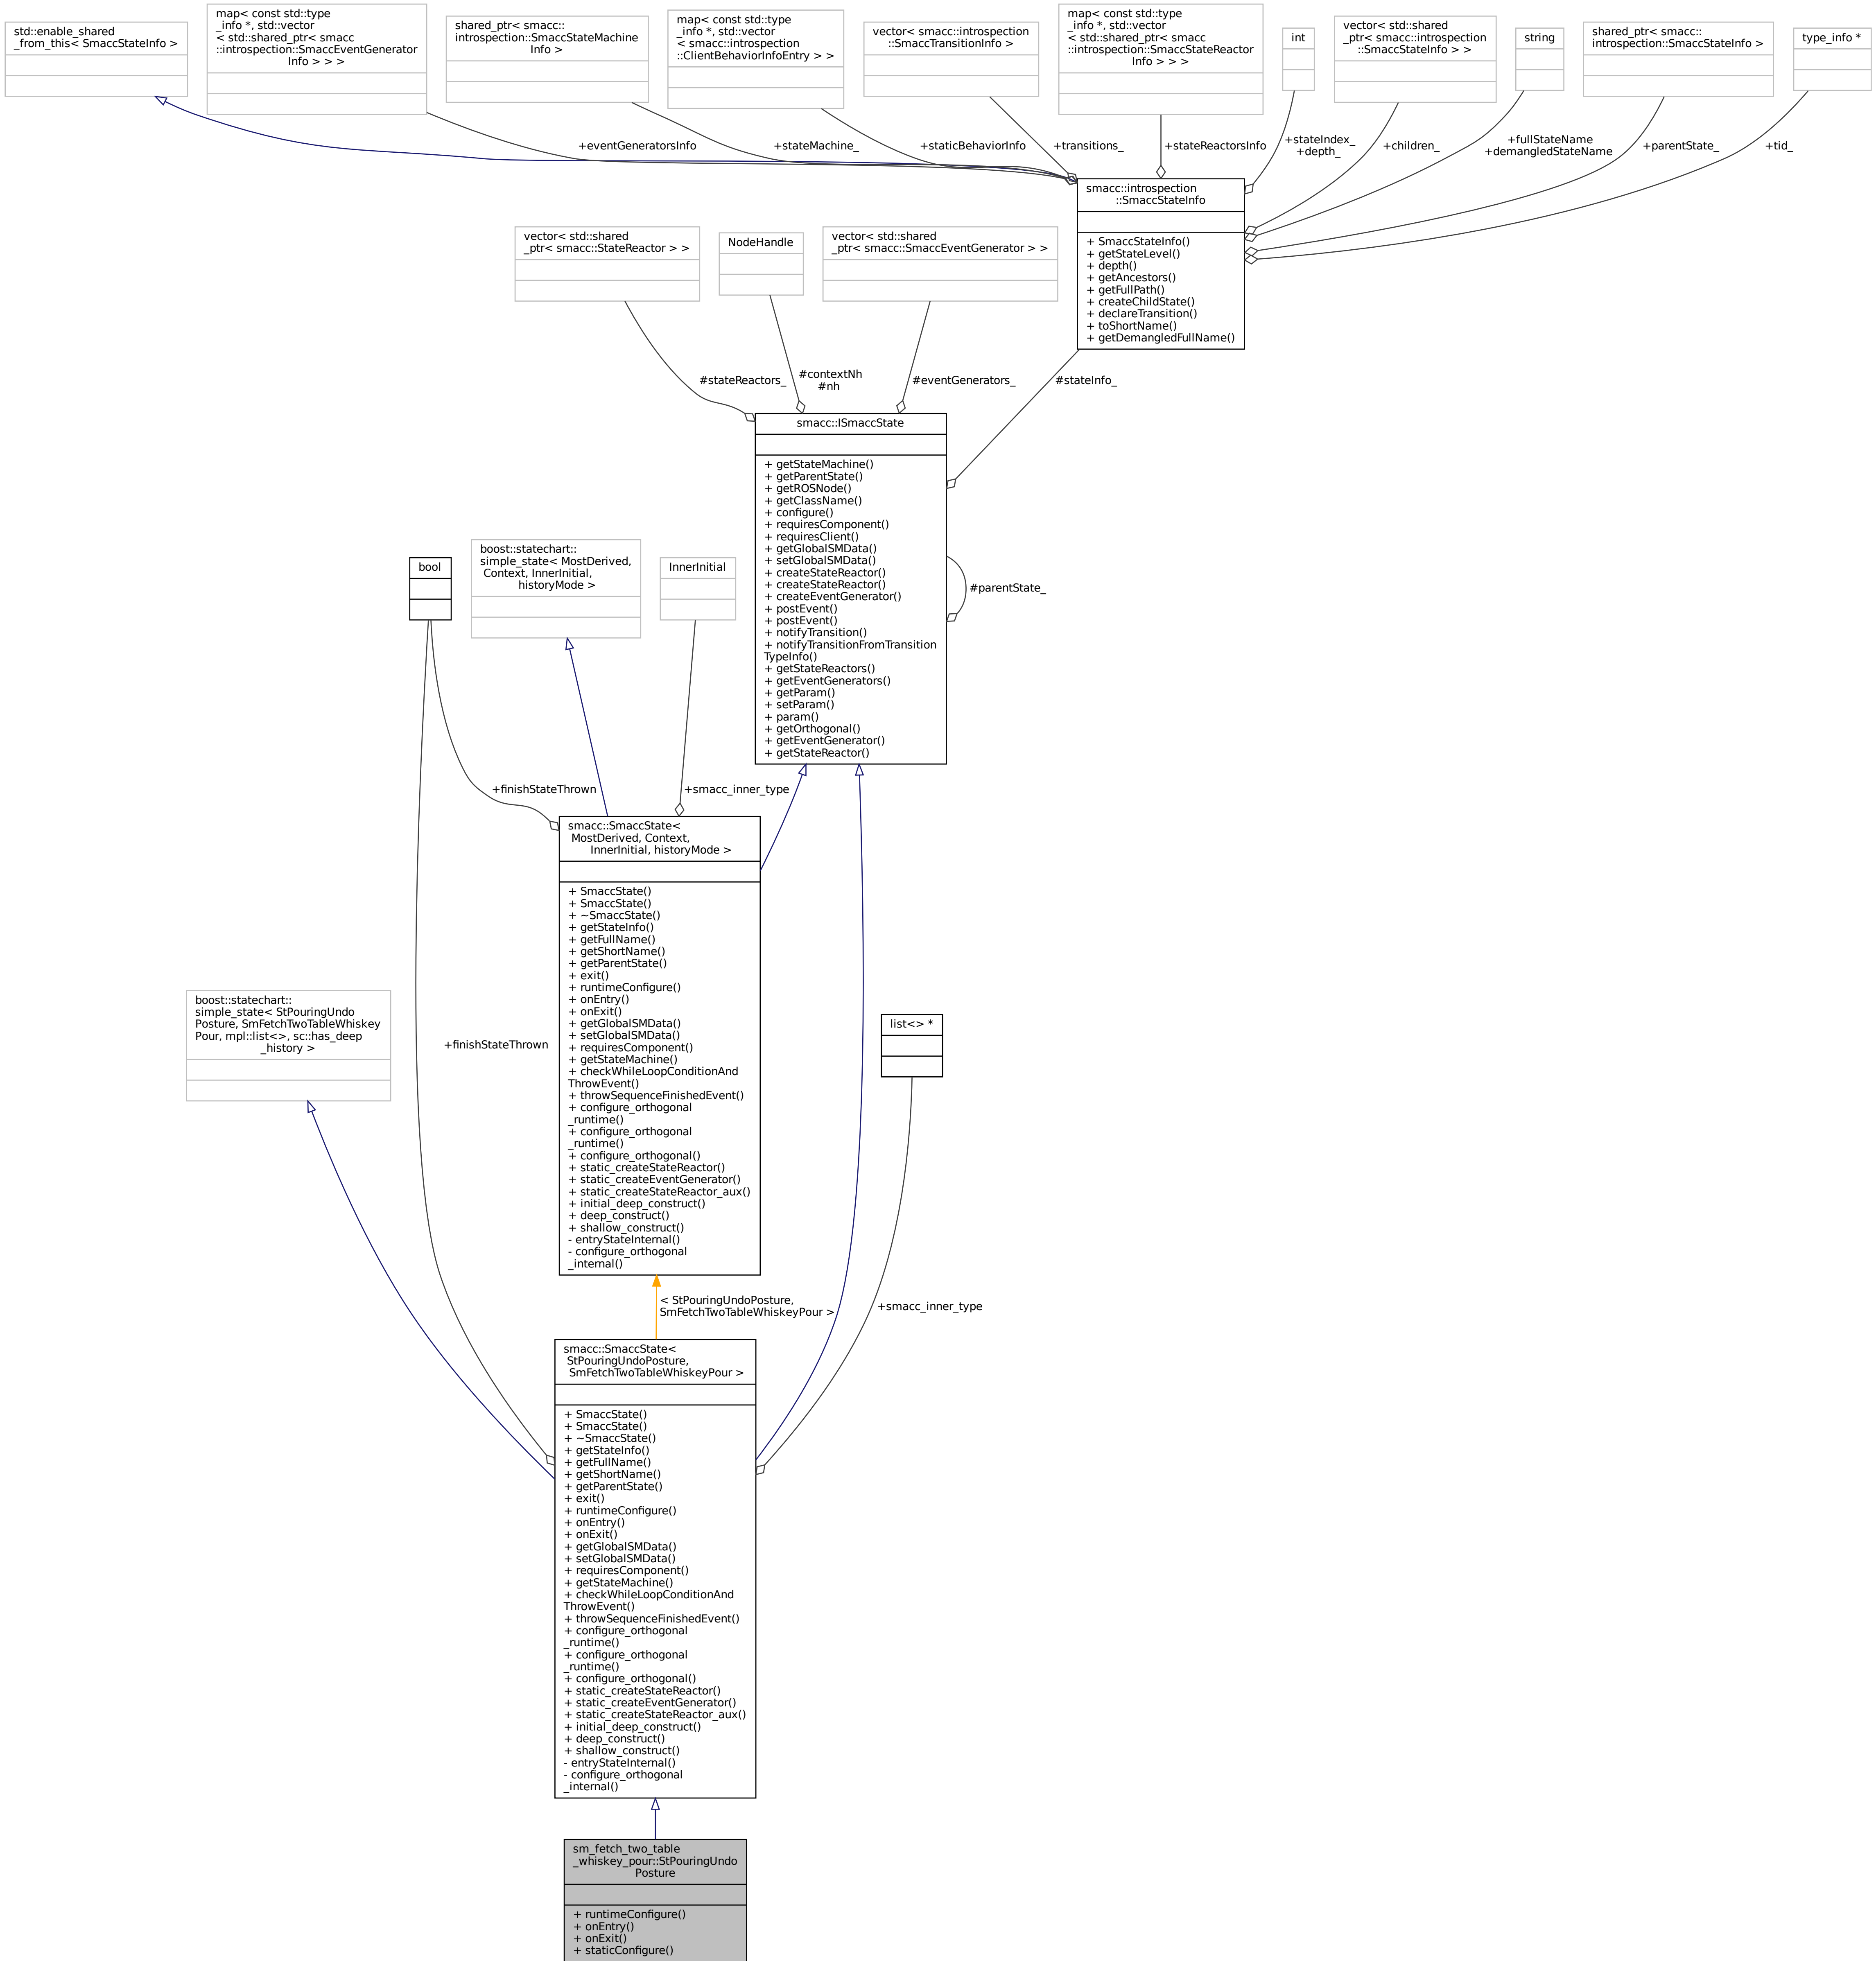 std::enable_shared
_from_this< SmaccStateInfo >
map< const std::type
_info *, std::vector
< std::shared_ptr< smacc
::introspection::SmaccEventGenerator
Info > > >
shared_ptr< smacc::
introspection::SmaccStateMachine
Info >
map< const std::type
_info *, std::vector
< smacc::introspection
::ClientBehaviorInfoEntry > >
vector< smacc::introspection
::SmaccTransitionInfo >
map< const std::type
_info *, std::vector
< std::shared_ptr< smacc
::introspection::SmaccStateReactor
Info > > >
int
vector< std::shared
_ptr< smacc::introspection
::SmaccStateInfo > >
string
shared_ptr< smacc::
introspection::SmaccStateInfo >
type_info *
+eventGeneratorsInfo
+stateMachine_
+staticBehaviorInfo
+transitions_
+stateReactorsInfo
+stateIndex_
+depth_
+children_
+fullStateName
+demangledStateName
+parentState_
+tid_
smacc::introspection
::SmaccStateInfo
+ SmaccStateInfo()
+ getStateLevel()
+ depth()
+ getAncestors()
+ getFullPath()
+ createChildState()
+ declareTransition()
+ toShortName()
+ getDemangledFullName()
vector< std::shared
_ptr< smacc::StateReactor > >
NodeHandle
vector< std::shared
_ptr< smacc::SmaccEventGenerator > >
#stateReactors_
#contextNh
#nh
#eventGenerators_
#stateInfo_
smacc::ISmaccState
+ getStateMachine()
+ getParentState()
+ getROSNode()
+ getClassName()
+ configure()
+ requiresComponent()
+ requiresClient()
+ getGlobalSMData()
+ setGlobalSMData()
+ createStateReactor()
+ createStateReactor()
+ createEventGenerator()
+ postEvent()
+ postEvent()
+ notifyTransition()
+ notifyTransitionFromTransition
TypeInfo()
+ getStateReactors()
+ getEventGenerators()
+ getParam()
+ setParam()
+ param()
+ getOrthogonal()
+ getEventGenerator()
+ getStateReactor()
#parentState_
bool
boost::statechart::
simple_state< MostDerived,
Context, InnerInitial,
historyMode >
InnerInitial
+finishStateThrown
+smacc_inner_type
smacc::SmaccState<
MostDerived, Context,
InnerInitial, historyMode >
+ SmaccState()
+ SmaccState()
+ ~SmaccState()
+ getStateInfo()
+ getFullName()
+ getShortName()
+ getParentState()
+ exit()
+ runtimeConfigure()
+ onEntry()
+ onExit()
+ getGlobalSMData()
+ setGlobalSMData()
+ requiresComponent()
+ getStateMachine()
+ checkWhileLoopConditionAnd
ThrowEvent()
+ throwSequenceFinishedEvent()
+ configure_orthogonal
_runtime()
+ configure_orthogonal
_runtime()
+ configure_orthogonal()
+ static_createStateReactor()
+ static_createEventGenerator()
+ static_createStateReactor_aux()
+ initial_deep_construct()
+ deep_construct()
+ shallow_construct()
- entryStateInternal()
- configure_orthogonal
_internal()
boost::statechart::
simple_state< StPouringUndo
Posture, SmFetchTwoTableWhiskey
Pour, mpl::list<>, sc::has_deep
_history >
+finishStateThrown
list<> *
< StPouringUndoPosture,
SmFetchTwoTableWhiskeyPour >
+smacc_inner_type
smacc::SmaccState<
StPouringUndoPosture,
SmFetchTwoTableWhiskeyPour >
+ SmaccState()
+ SmaccState()
+ ~SmaccState()
+ getStateInfo()
+ getFullName()
+ getShortName()
+ getParentState()
+ exit()
+ runtimeConfigure()
+ onEntry()
+ onExit()
+ getGlobalSMData()
+ setGlobalSMData()
+ requiresComponent()
+ getStateMachine()
+ checkWhileLoopConditionAnd
ThrowEvent()
+ throwSequenceFinishedEvent()
+ configure_orthogonal
_runtime()
+ configure_orthogonal
_runtime()
+ configure_orthogonal()
+ static_createStateReactor()
+ static_createEventGenerator()
+ static_createStateReactor_aux()
+ initial_deep_construct()
+ deep_construct()
+ shallow_construct()
- entryStateInternal()
- configure_orthogonal
_internal()
sm_fetch_two_table
_whiskey_pour::StPouringUndo
Posture
+ runtimeConfigure()
+ onEntry()
+ onExit()
+ staticConfigure()